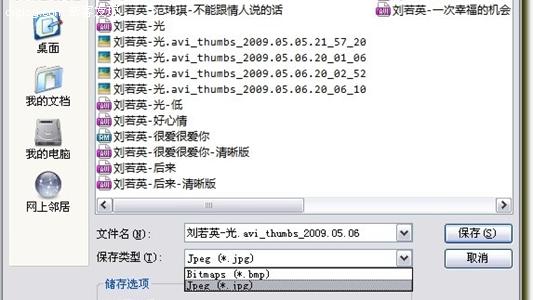 刘若英-范玮琪-不能跟情人说的话
刘若英-一次幸福的机会
刘若英-光
刘若英-光.avi_thumbs_2009.05.05.21_57_20
刘若英-光.avi_thumbs_2009.05.06.20_01_06
刘若英-光.avi_thumbs_2009.05.06.20_02_52
刘若英-光.avi_thumbs_2009.05.06.20_06_10
刘若英-光-低
刘若英-好心情
刘若英-很爱很爱你
刘若英-很爱很爱你-清晰版
刘若英-后来
刘若英-后来-清晰版
桌面
我的文档
我的电脑
网上邻居
文件名(N):
刘若英-光.avi_thumbs_2009.05.06
保存(S)
保存类型(T):
Jpeg (*.jpg)
取消
Bitmaps (*.bmp)
Jpeg (*.jpg)
储存选项